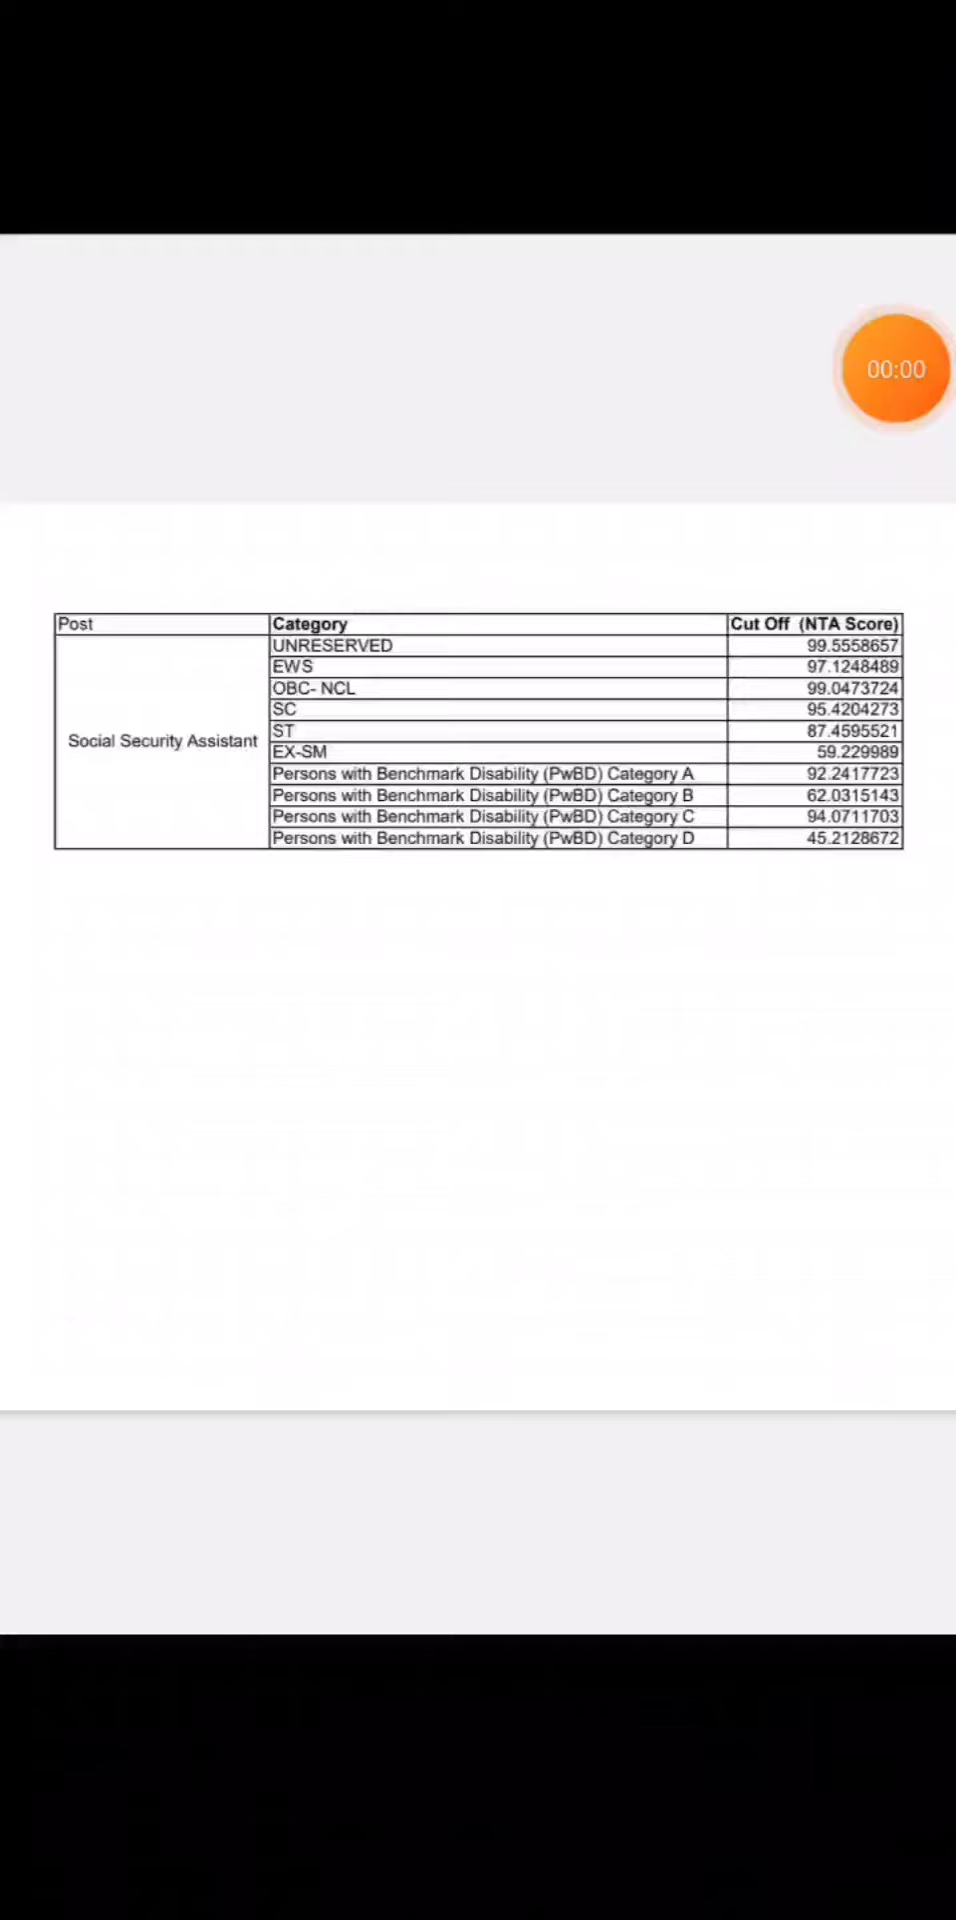 00:00
Post Category Cut Off (NTA Score)
UNRESERVED 99.5558657
EWS 97.1248489
OBC- NCL 99.0473724
SC 95.4204273
ST 87.4595521
Social Security Assistant
EX-SM 59.229989
Persons with Benchmark Disability (PwBD) Category A 92.2417723
Persons with Benchmark Disability (PwBD) Category B 62.0315143
Persons with Benchmark Disability (PwBD) Category C 94.0711703
Persons with Benchmark Disability (PwBD) Category D 45.2128672